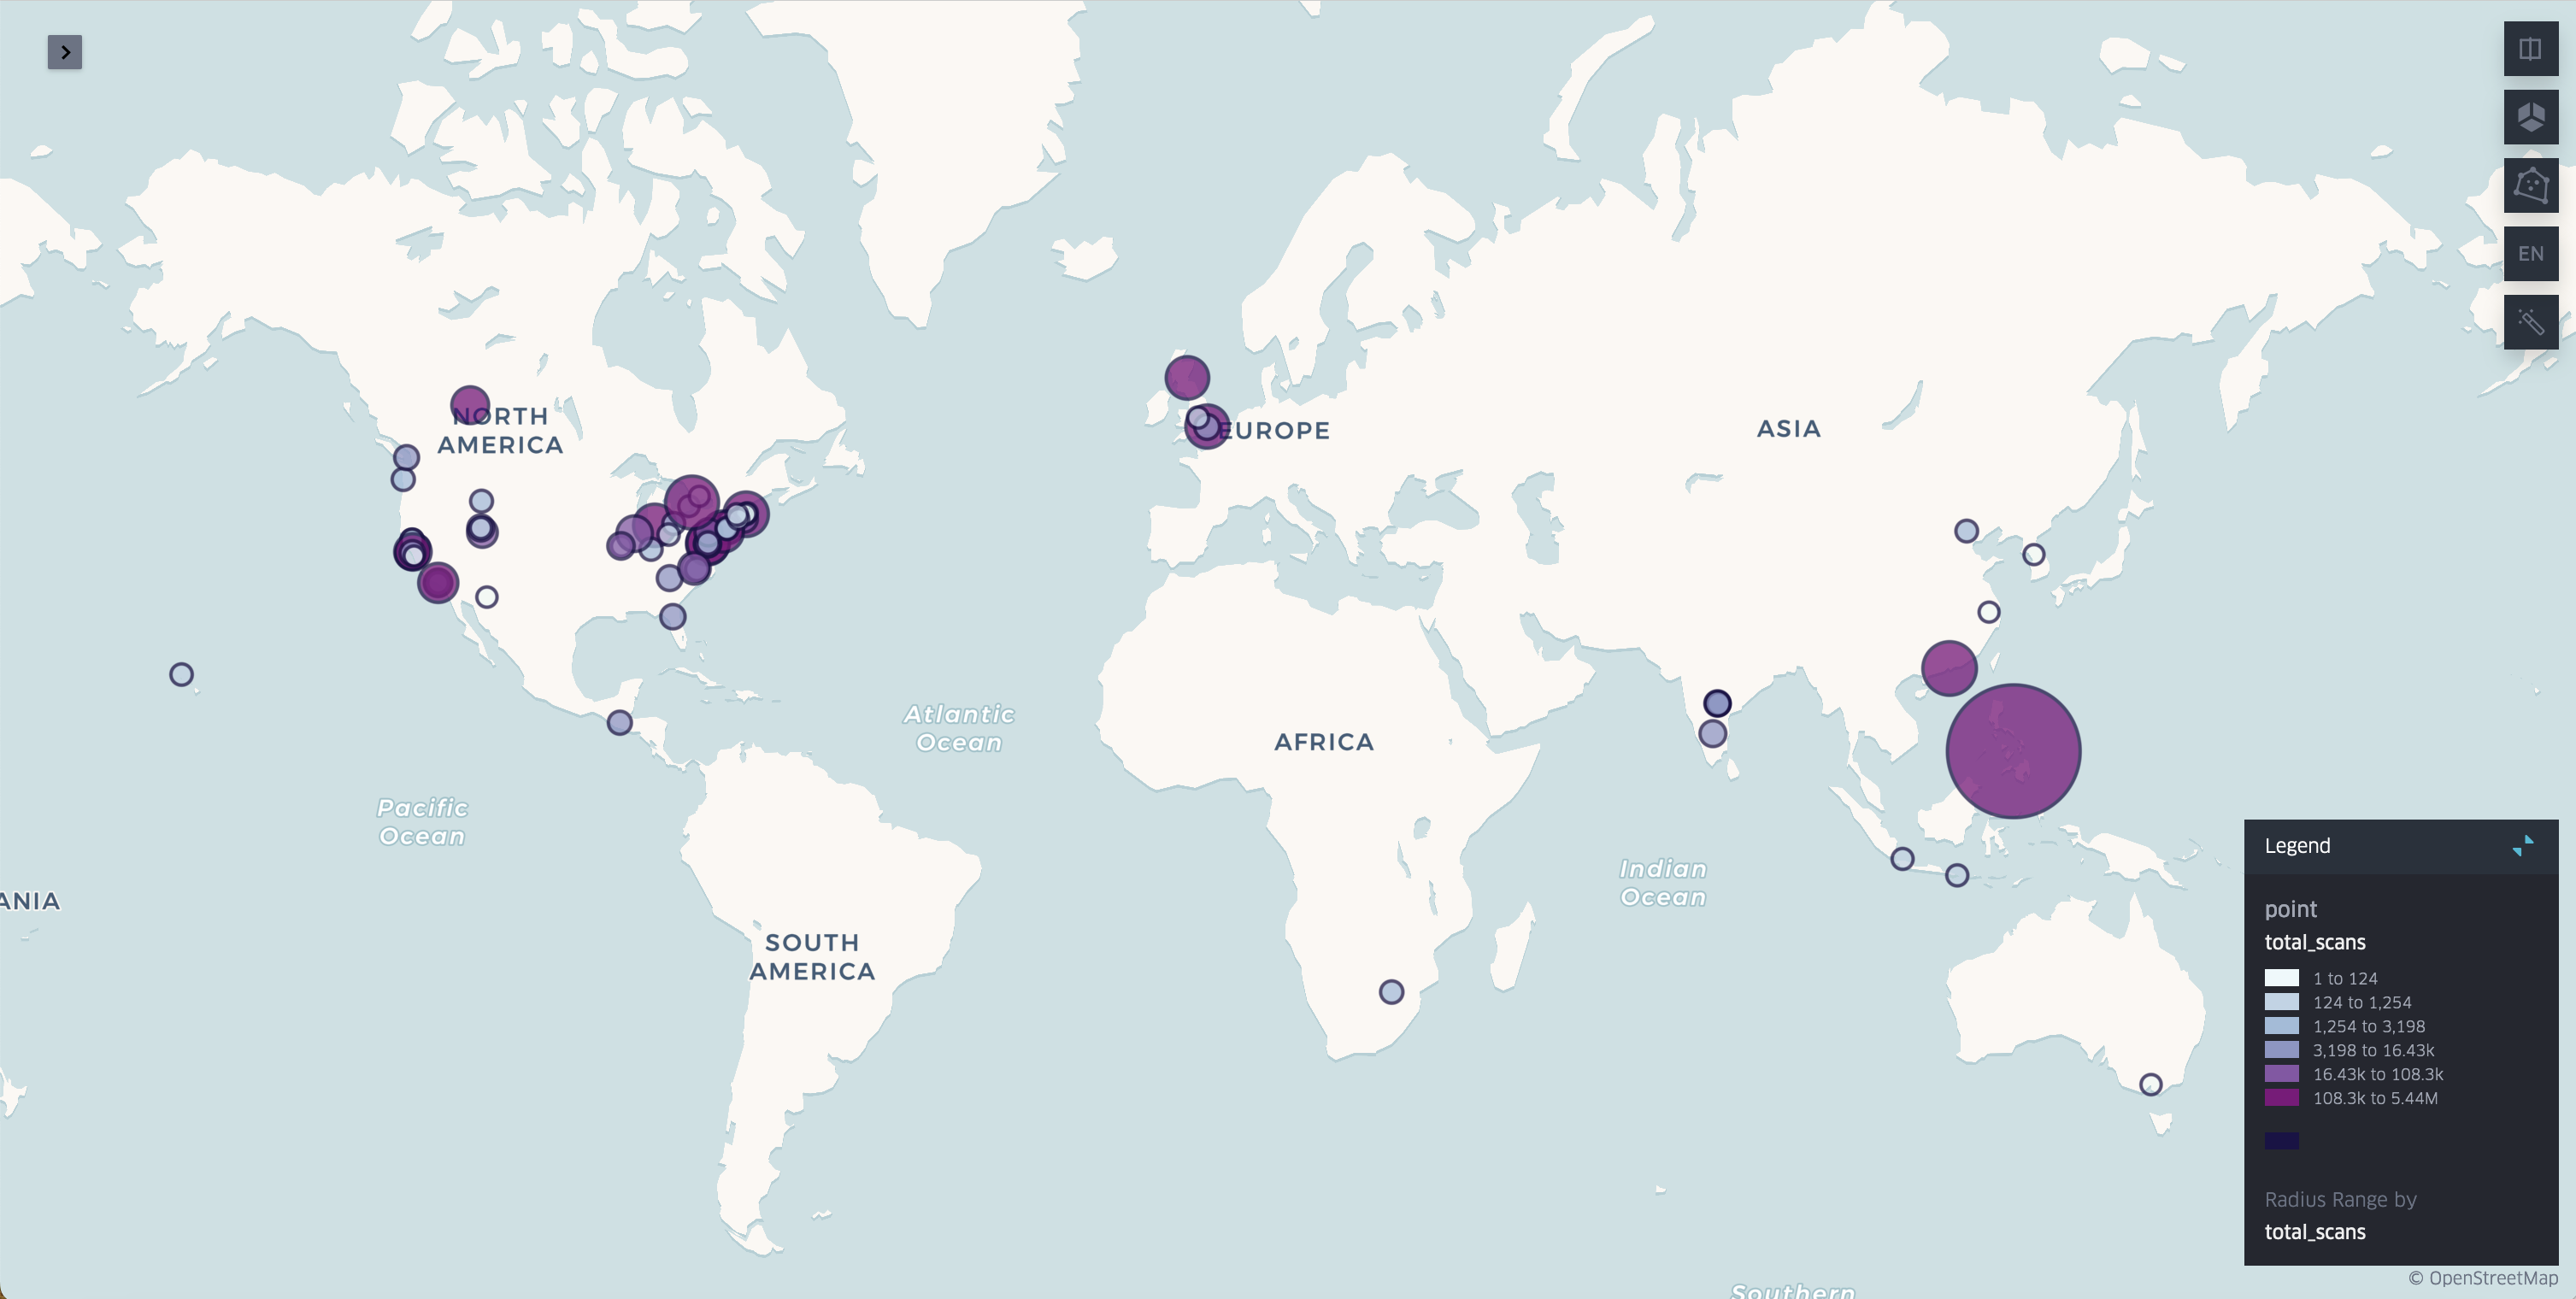 EN
NORTH
AMERICA
EUROPE
ASIA
Atlantic
Ocean
AFRICA
Pacific
Ocean
Indian
Ocean
ANIA
SOUTH
AMERICA
Southern
Legend
point
total_scans
1 to 124
124 to 1,254
1,254 to 3,198
3,198 to 16.43k
16.43k to 108.3k
108.3k to 5.44M
Radius Range by
total_scans
© OpenStreetMap